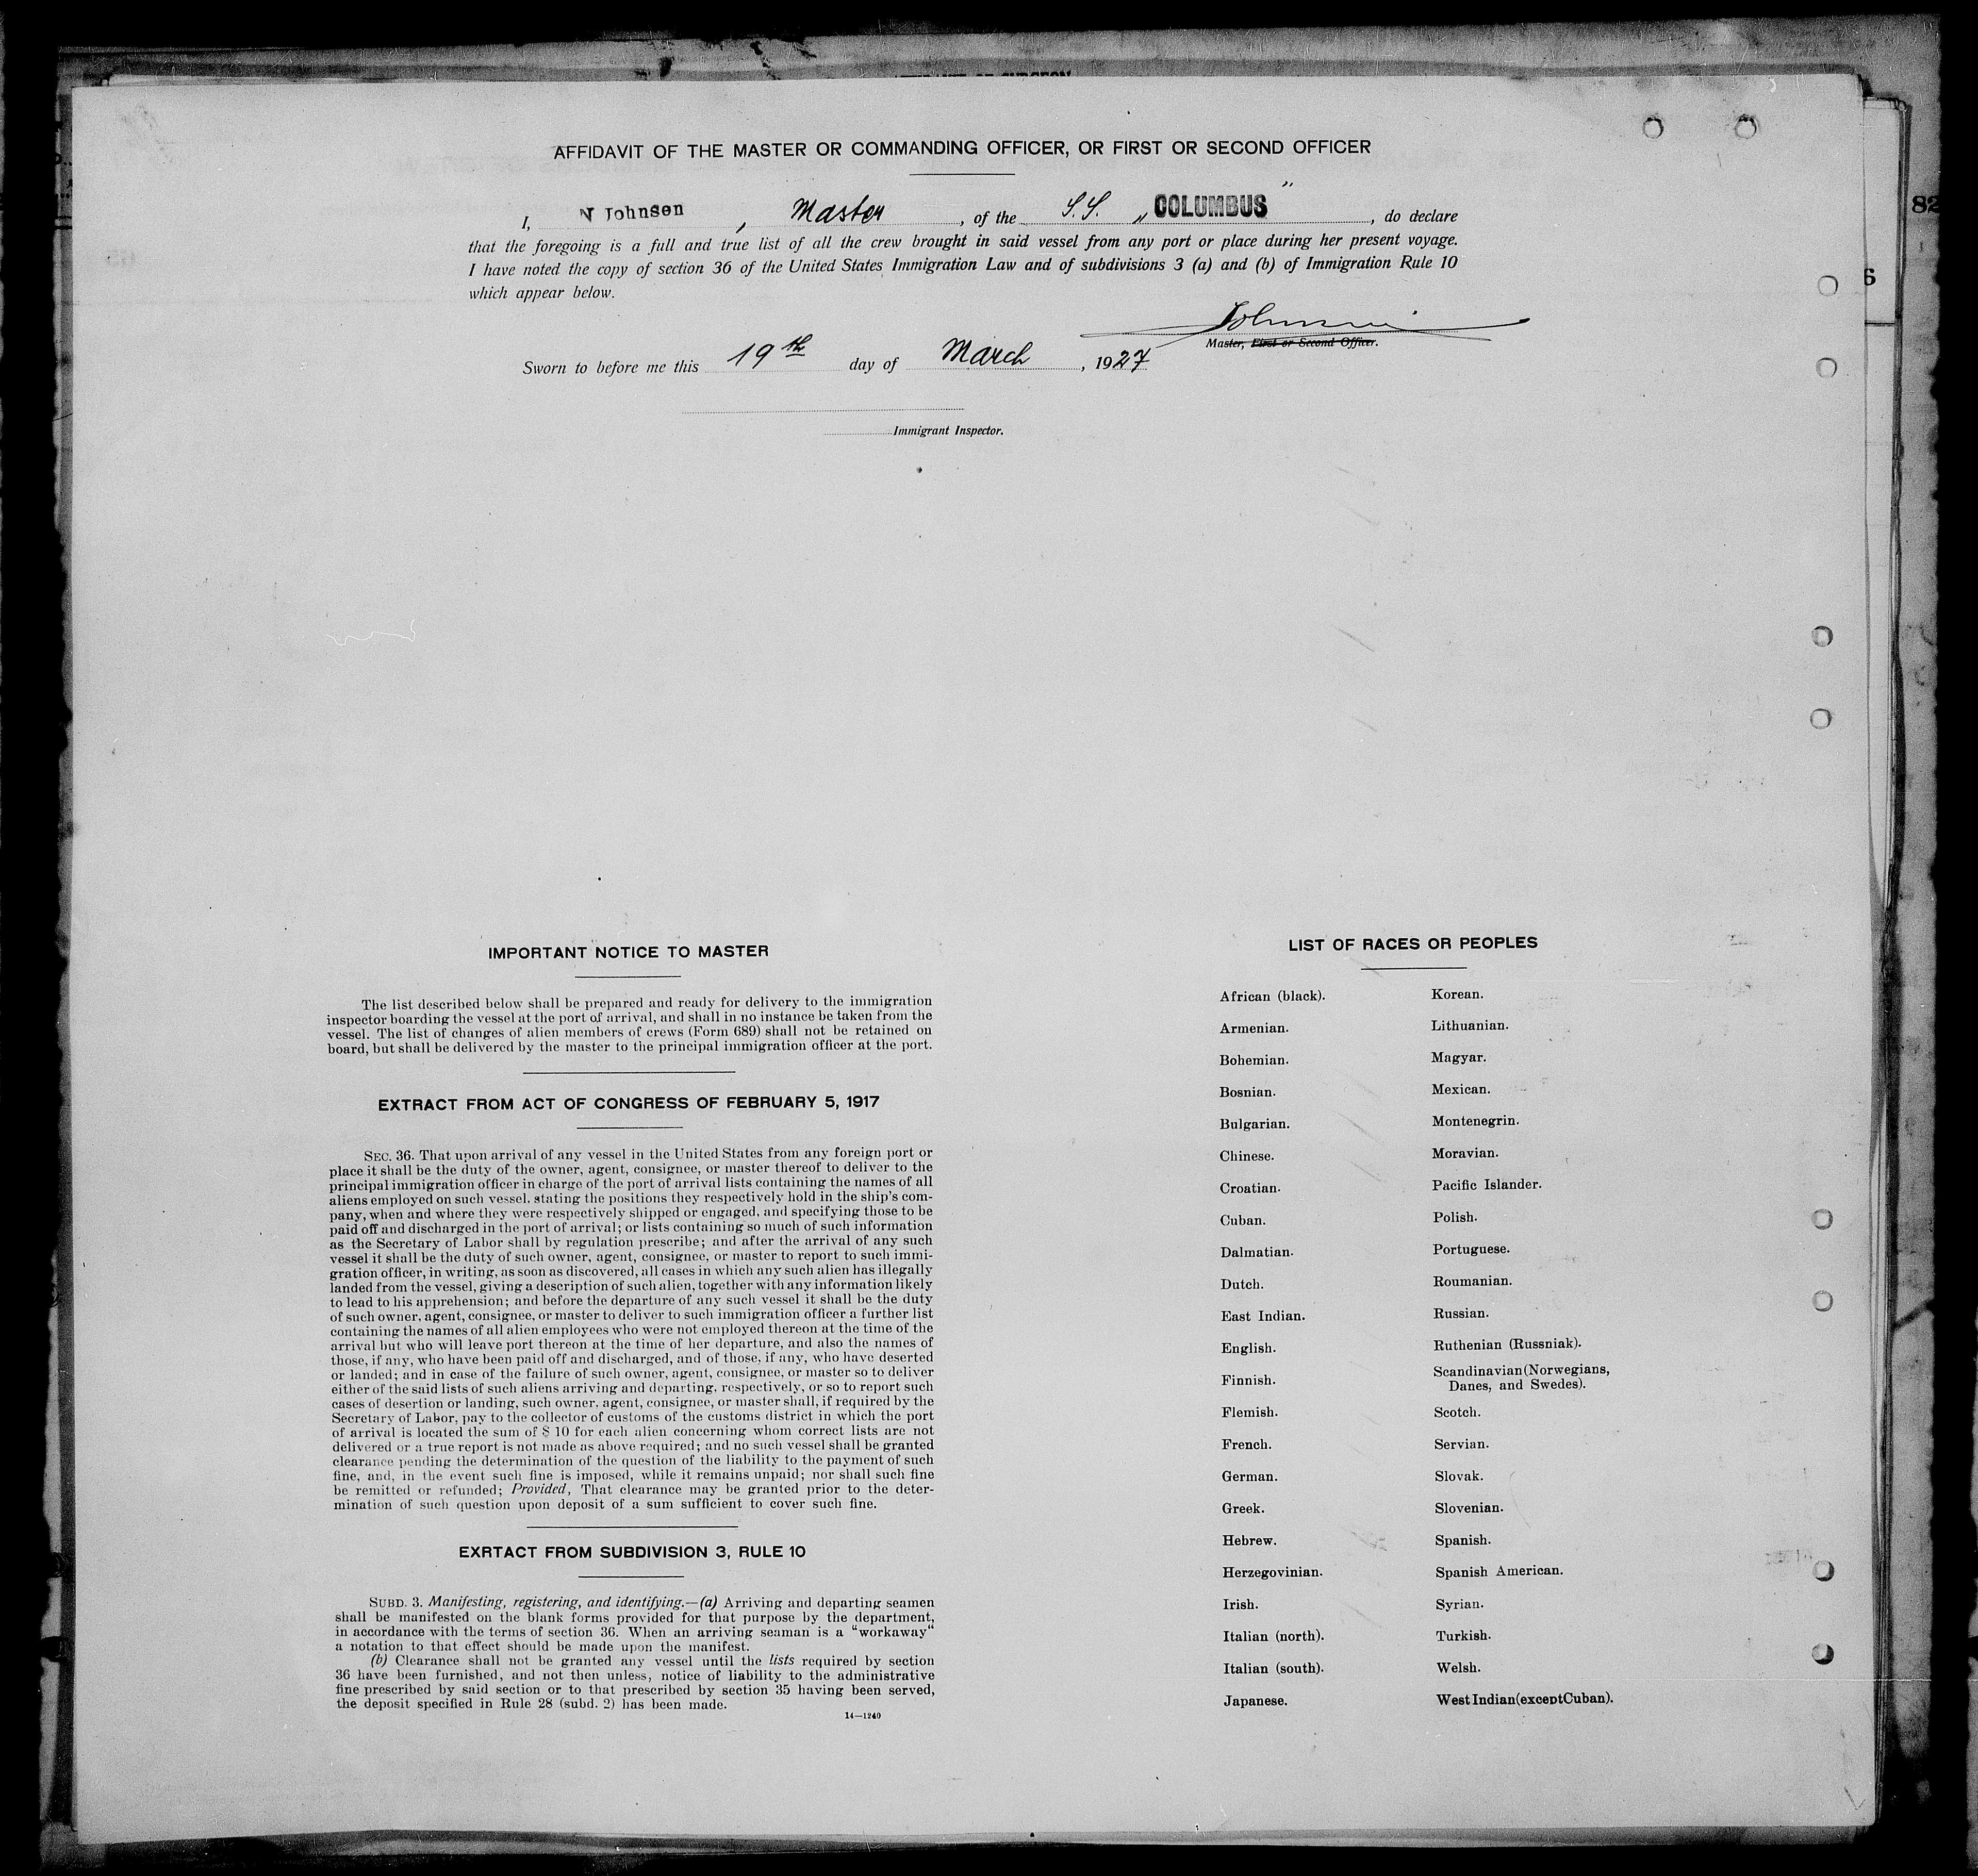 AFFIDAVIT OF THE MASTER OR COMMANDING OFFICER, OR FIRST OR SECOND OFFICER
I, N Johnsen, Master, of the S.S. „COLUMBUS", do declare
that the foregoing is a full and true list of all the crew brought in said vessel from any port or place during her present voyage.
I have noted the copy of section 36 of the United States Immigration Law and of subdivisions 3 (a) and (b) of Immigration Rule 10
which appear below.
Johnsen
Master, First or Second Officer.
Sworn to before me this 19th day of March, 1927
Immigrant Inspector.
82
6
IMPORTANT NOTICE TO MASTER
The list described below shall be prepared and ready for delivery to the immigration
inspector boarding the vessel at the port of arrival, and shall in no instance be taken from the
vessel. The list of changes of alien members of crews (Form 689) shall not be retained on
board, but shall be delivered by the master to the principal immigration officer at the port.
EXTRACT FROM ACT OF CONGRESS OF FEBRUARY 5, 1917
SEC. 36. That upon arrival of any vessel in the United States from any foreign port or
place it shall be the duty of the owner, agent, consignee, or master thereof to deliver to the
principal immigration officer in charge of the port of arrival lists containing the names of all
aliens employed on such vessel, stating the positions they respectively hold in the ship's com-
pany, when and where they were respectively shipped or engaged, and specifying those to be
paid off and discharged in the port of arrival; or lists containing so much of such information
as the Secretary of Labor shall by regulation prescribe; and after the arrival of any such
vessel it shall be the duty of such owner, agent, consignee, or master to report to such immi-
gration officer, in writing, as soon as discovered, all cases in which any such alien has illegally
landed from the vessel, giving a description of such alien, together with any information likely
to lead to his apprehension; and before the departure of any such vessel it shall be the duty
of such owner, agent, consignee, or master to deliver to such immigration officer a further list
containing the names of all alien employees who were not employed thereon at the time of the
arrival but who will leave port thereon at the time of her departure, and also the names of
those, if any, who have been paid off and discharged, and of those, if any, who have deserted
or landed; and in case of the failure of such owner, agent, consignee, or master so to deliver
either of the said lists of such aliens arriving and departing, respectively, or so to report such
cases of desertion or landing, such owner. agent, consignee, or master shall, if required by the
Secretary of Labor, pay to the collector of customs of the customs district in which the port
of arrival is located the sum of $ 10 for each alien concerning whom correct lists are not
delivered or a true report is not made as above required; and no such vessel shall be granted
clearance pending the determination of the question of the liability to the payment of such
fine, and, in the event such fine is imposed, while it remains unpaid; nor shall such fine
be remitted or refunded; Provided, That clearance may be granted prior to the deter-
mination of such question upon deposit of a sum sufficient to cover such fine.
EXRTACT FROM SUBDIVISION 3, RULE 10
SUBD. 3. Manifesting, registering, and identifying.—(a) Arriving and departing seamen
shall be manifested on the blank forms provided for that purpose by the department,
in accordance with the terms of section 36. When an arriving seaman is a "workaway"
a notation to that effect should be made upon the manifest.
(b) Clearance shall not be granted any vessel until the lists required by section
36 have been furnished, and not then unless, notice of liability to the administrative
fine prescribed by said section or to that prescribed by section 35 having been served,
the deposit specified in Rule 28 (subd. 2) has been made.
14—1240
LIST OF RACES OR PEOPLES
African (black).
Armenian.
Bohemian.
Bosnian.
Bulgarian.
Chinese.
Croatian.
Cuban.
Dalmatian.
Dutch.
East Indian.
English.
Finnish.
Flemish.
French.
German.
Greek.
Hebrew.
Herzegovinian.
Irish.
Italian (north).
Italian (south).
Japanese.
Korean.
Lithuanian.
Magyar.
Mexican.
Montenegrin.
Moravian.
Pacific Islander.
Polish.
Portuguese.
Roumanian.
Russian.
Ruthenian (Russniak).
Scandinavian (Norwegians,
Danes, and Swedes).
Scotch.
Servian.
Slovak.
Slovenian.
Spanish.
Spanish American.
Syrian.
Turkish.
Welsh.
West Indian (except Cuban).